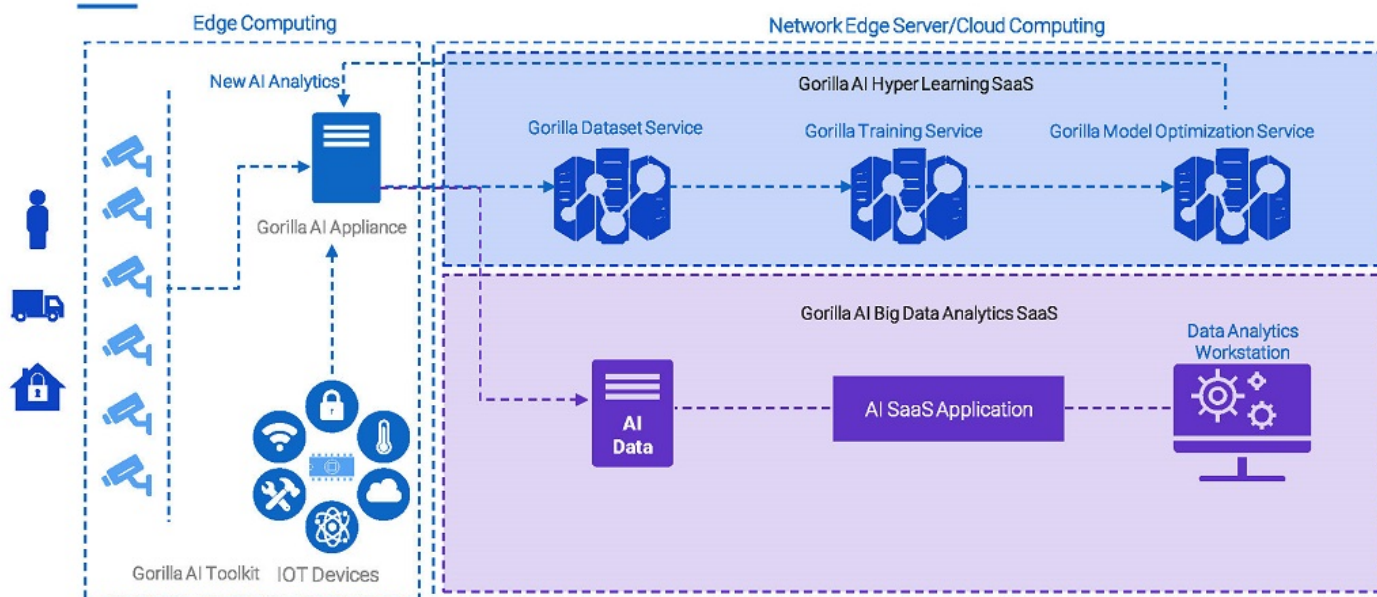 Edge Computing
Network Edge Server/Cloud Computing
New AI Analytics
Gorilla AI Hyper Learning SaaS
Gorilla Dataset Service
Gorilla Training Service
Gorilla Model Optimization Service
Gorilla AI Appliance
Gorilla AI Big Data Analytics SaaS
Data Analytics
Workstation
AI
Data
AI SaaS Application
Gorilla AI Toolkit
IOT Devices